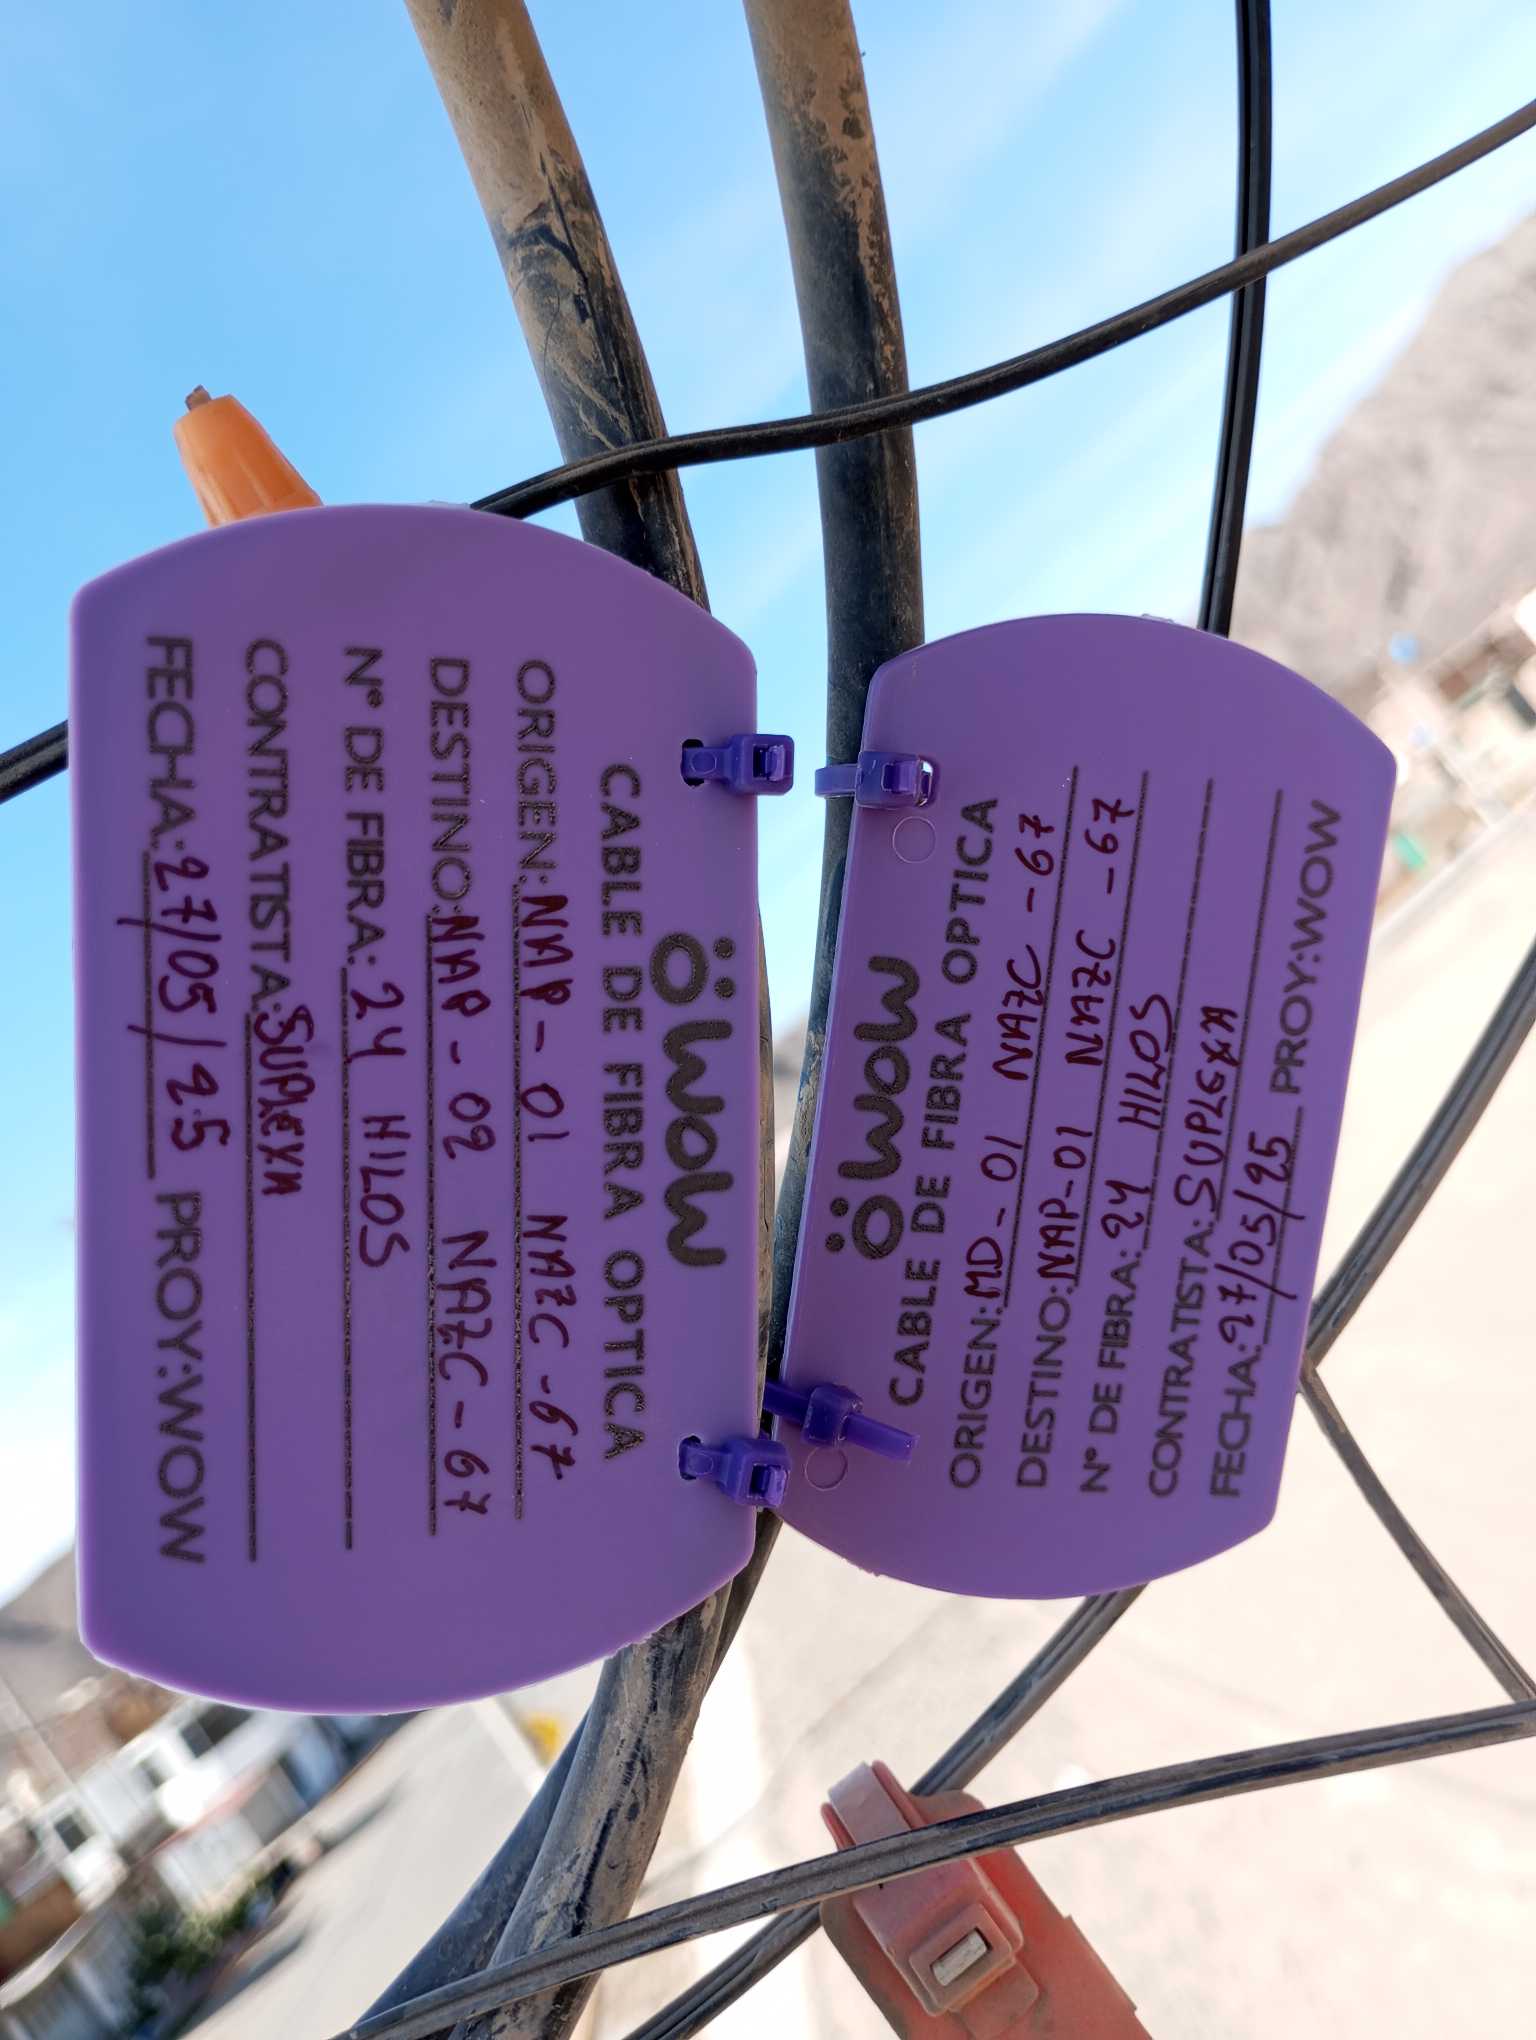 wow
CABLE DE FIBRA OPTICA
ORIGEN: NAP-01 NAZC-67
DESTINO: NAP-02 NAZC-67
N° DE FIBRA: 24 HILOS
CONTRATISTA: SUPLEXA
FECHA: 27/05/25 PROY:WOW
wow
CABLE DE FIBRA OPTICA
ORIGEN: MD-01 NAZC-67
DESTINO: NAP-01 NAZC-67
N° DE FIBRA: 24 HILOS
CONTRATISTA: SUPLEXA
FECHA: 27/05/25 PROY:WOW